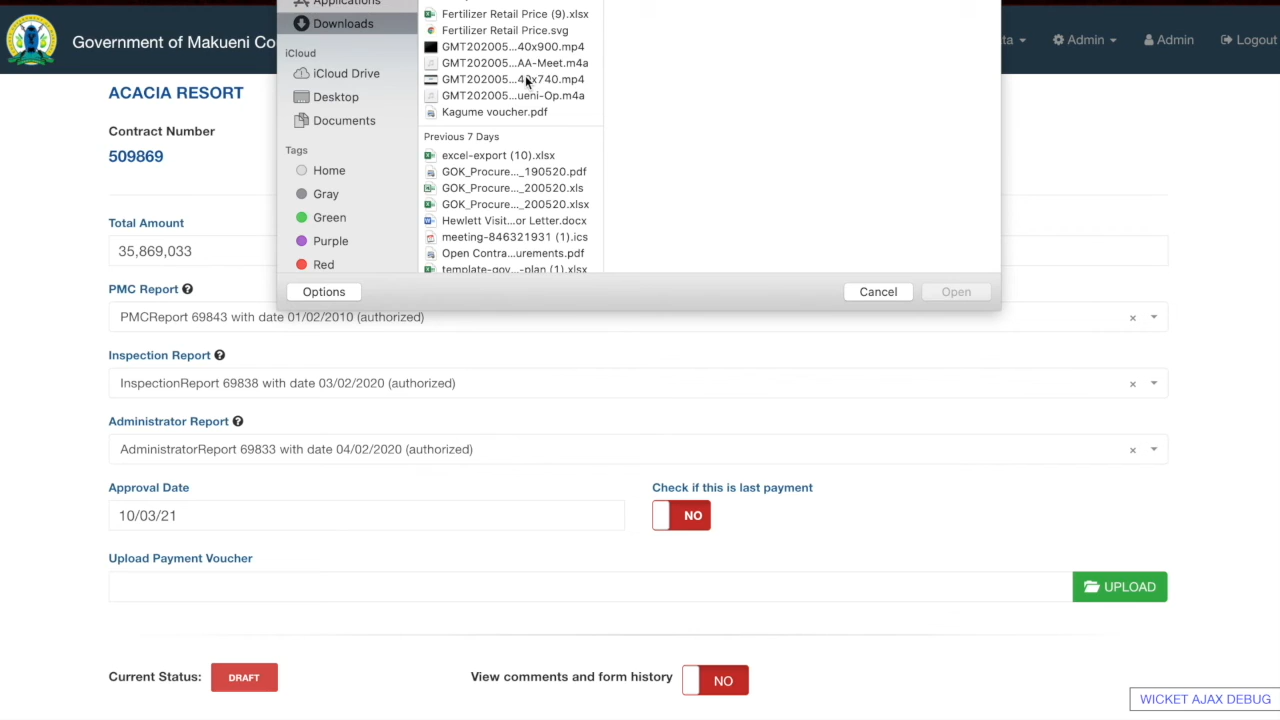 Applications
Downloads
iCloud
iCloud Drive
Desktop
Documents
Tags
Home
Gray
Green
Purple
Red
Fertilizer Retail Price (9).xlsx
Fertilizer Retail Price.svg
GMT202005...40x900.mp4
GMT202005...AA-Meet.m4a
GMT202005...40x740.mp4
GMT202005...ueni-Op.m4a
Kagume voucher.pdf
Previous 7 Days
excel-export (10).xlsx
GOK_Procure..._190520.pdf
GOK_Procure..._200520.xls
GOK_Procure..._200520.xlsx
Hewlett Visit...or Letter.docx
meeting-846321931 (1).ics
Open Contra...urements.pdf
template-gov...-plan (1).xlsx
Options
Cancel
Open
Government of Makueni Co
ta
Admin
Admin
Logout
ACACIA RESORT
Contract Number
509869
Total Amount
35,869,033
PMC Report
PMCReport 69843 with date 01/02/2010 (authorized)
Inspection Report
InspectionReport 69838 with date 03/02/2020 (authorized)
Administrator Report
AdministratorReport 69833 with date 04/02/2020 (authorized)
Approval Date
10/03/21
Check if this is last payment
NO
Upload Payment Voucher
UPLOAD
Current Status:
DRAFT
View comments and form history
NO
WICKET AJAX DEBUG